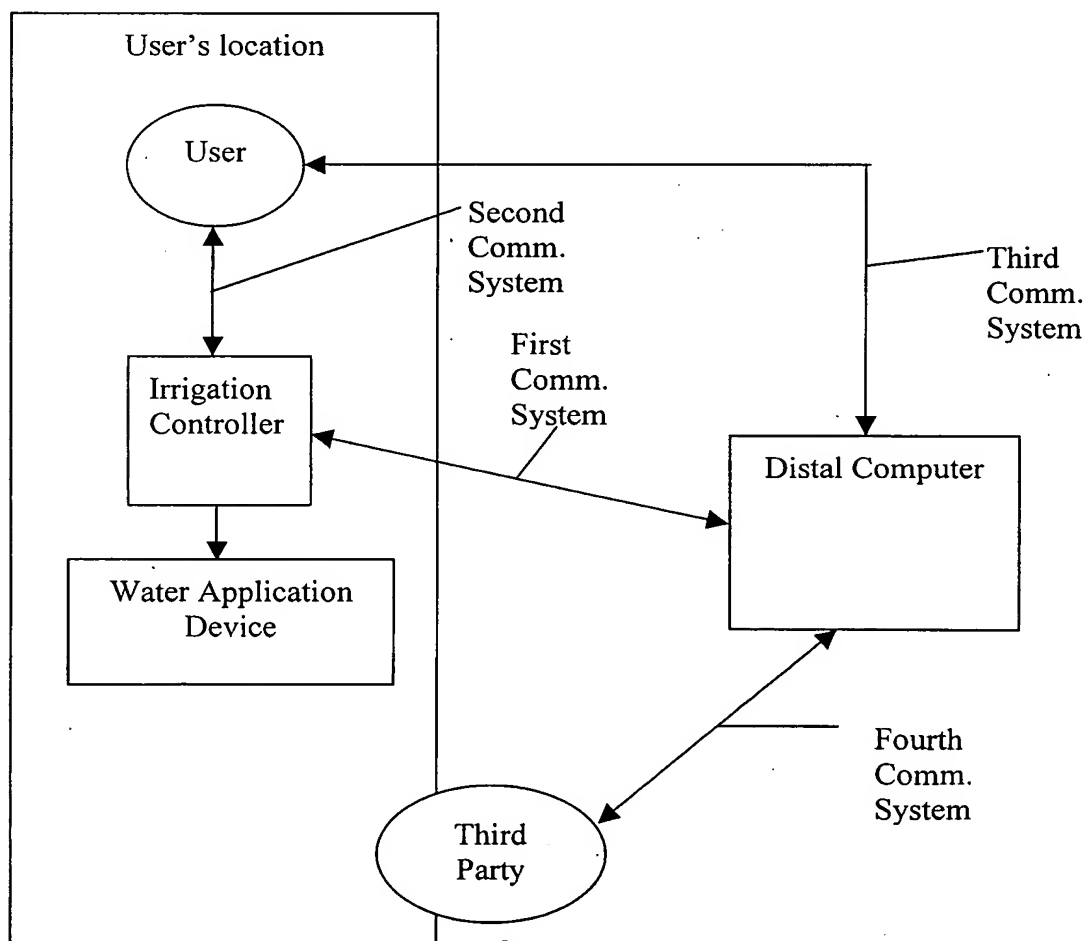 User's location
User
Second
Comm.
System
Third
Comm.
System
First
Comm.
System
Irrigation
Controller
Distal Computer
Water Application
Device
Fourth
Comm.
System
Third
Party